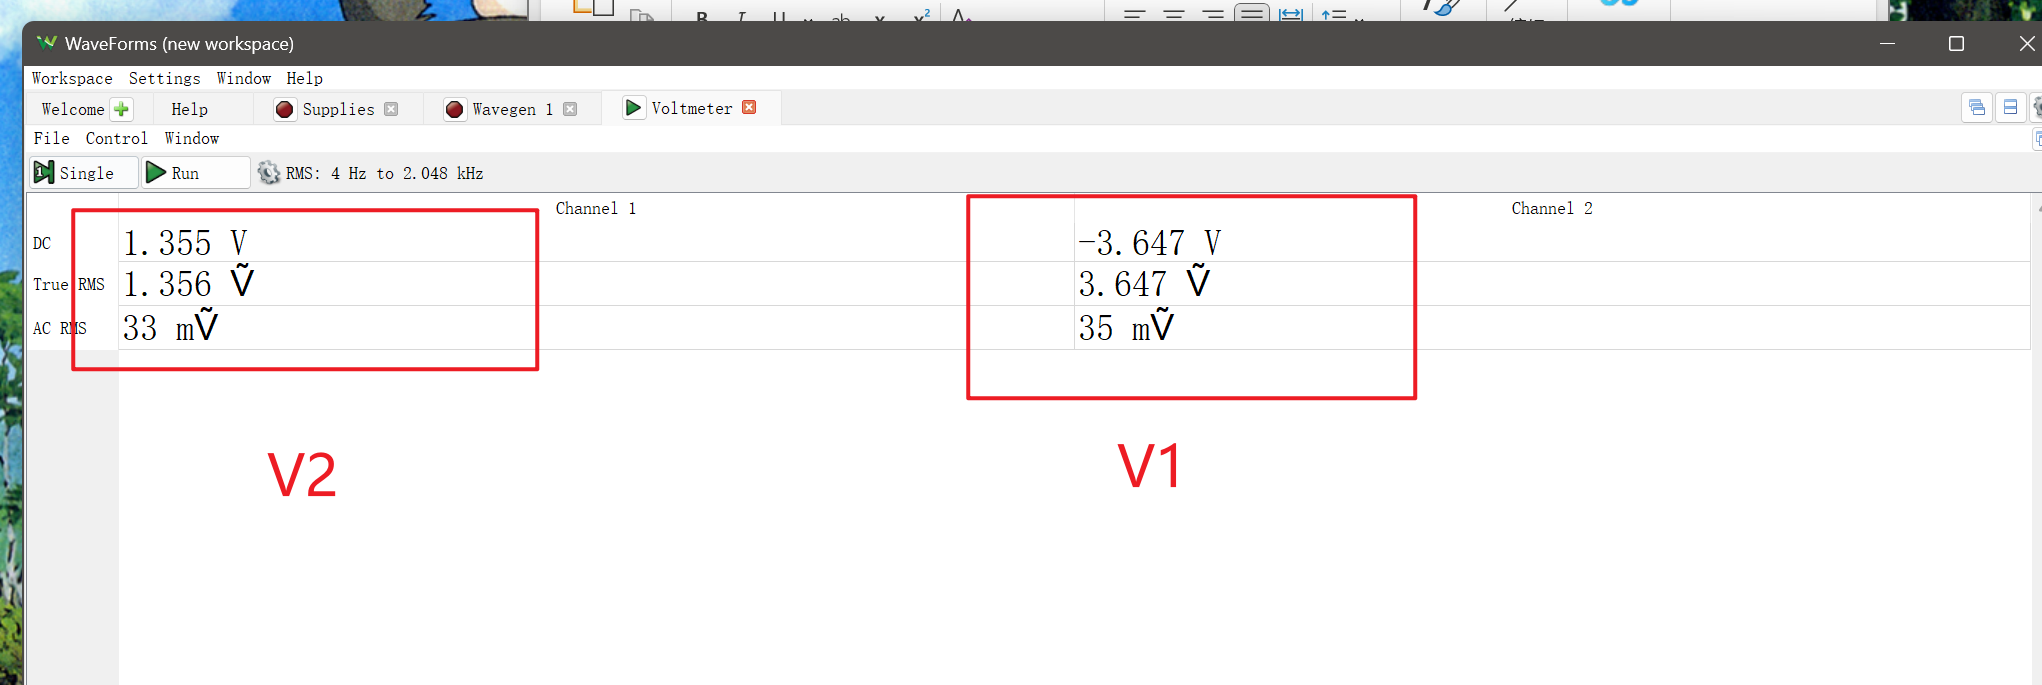 WaveForms (new workspace)
Workspace Settings Window Help
Welcome Help Supplies Wavegen 1 Voltmeter
File Control Window
Single Run RMS: 4 Hz to 2.048 kHz
Channel 1 Channel 2
DC 1.355 V -3.647 V
True RMS 1.356 Ṽ 3.647 Ṽ
AC RMS 33 mṼ 35 mṼ
V2 V1